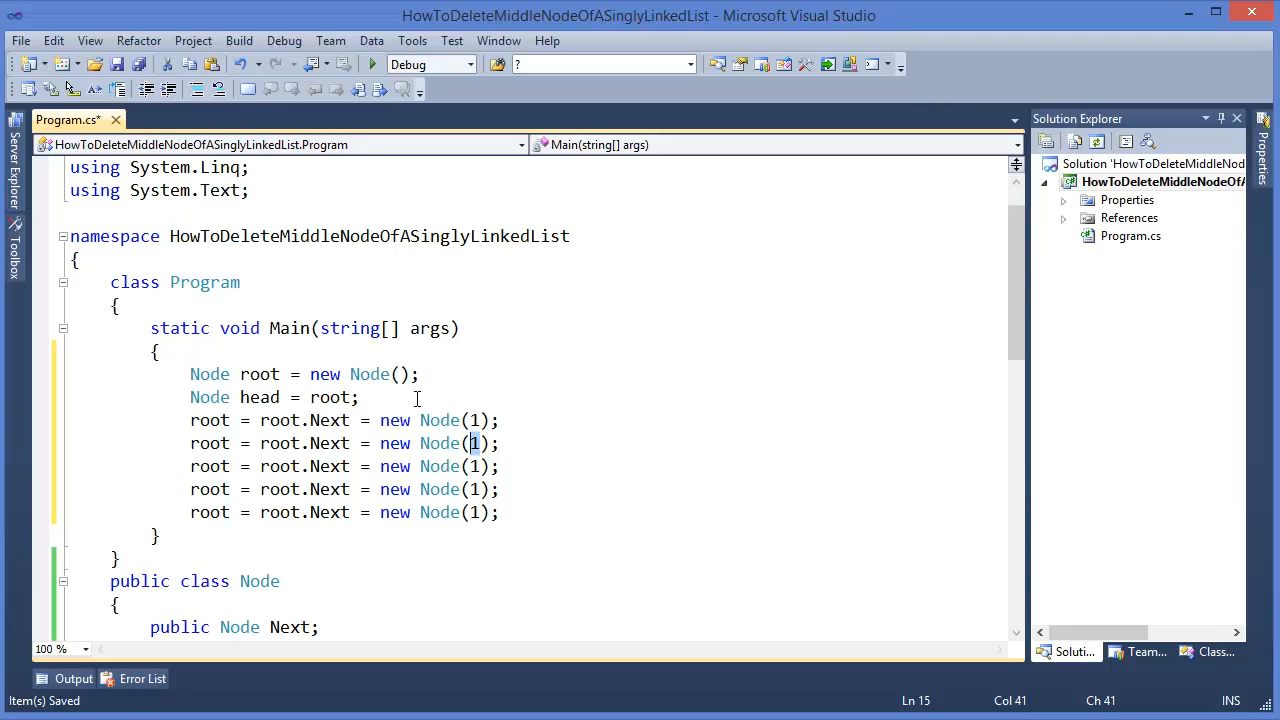 HowToDeleteMiddleNodeOfASinglyLinkedList - Microsoft Visual Studio
File Edit View Refactor Project Build Debug Team Data Tools Test Window Help
Debug ?
Server Explorer
Toolbox
Program.cs*
HowToDeleteMiddleNodeOfASinglyLinkedList.Program Main(string[] args)
using System.Linq;
using System.Text;
namespace HowToDeleteMiddleNodeOfASinglyLinkedList
{
class Program
{
static void Main(string[] args)
{
Node root = new Node();
Node head = root;
root = root.Next = new Node(1);
root = root.Next = new Node(1);
root = root.Next = new Node(1);
root = root.Next = new Node(1);
root = root.Next = new Node(1);
}
}
public class Node
{
public Node Next;
100 %
Solution Explorer
Solution 'HowToDeleteMiddleNod
HowToDeleteMiddleNodeOfA
Properties
References
Program.cs
Soluti... Team... Class...
Properties
Output Error List
Item(s) Saved Ln 15 Col 41 Ch 41 INS